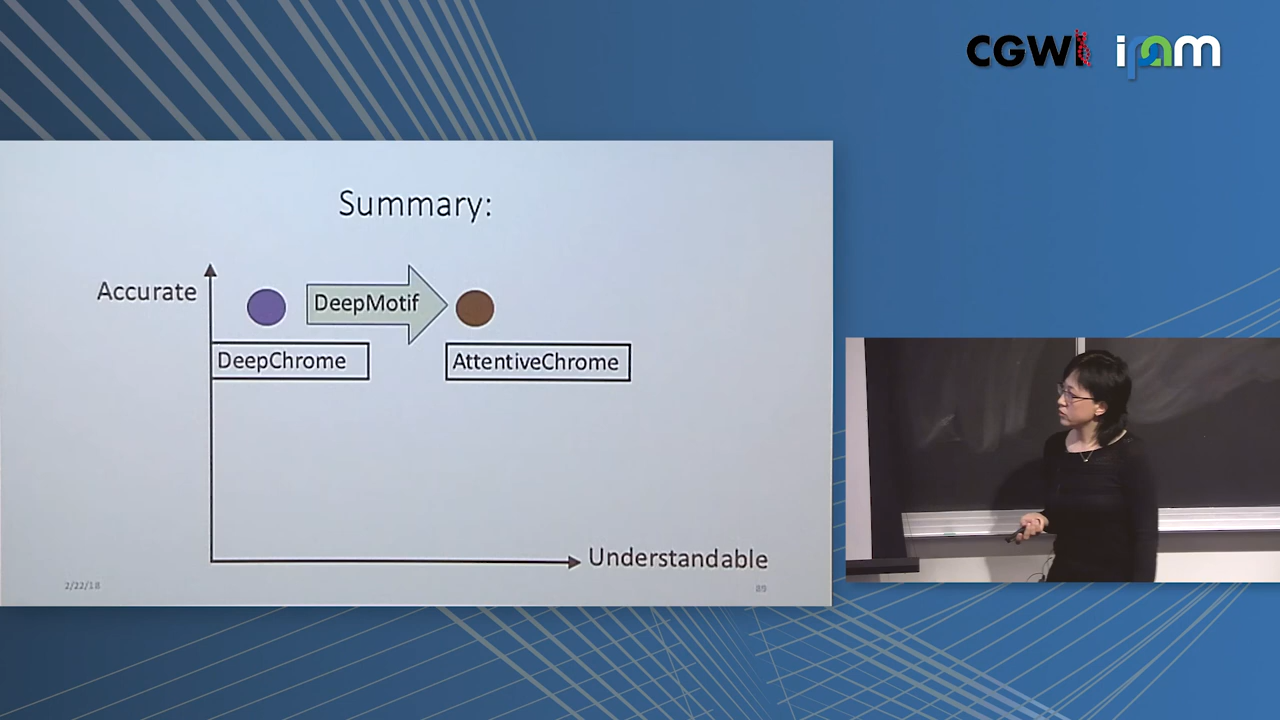 CGWI
ipam
Summary:
Accurate
DeepMotif
DeepChrome
AttentiveChrome
Understandable
2/22/18
89